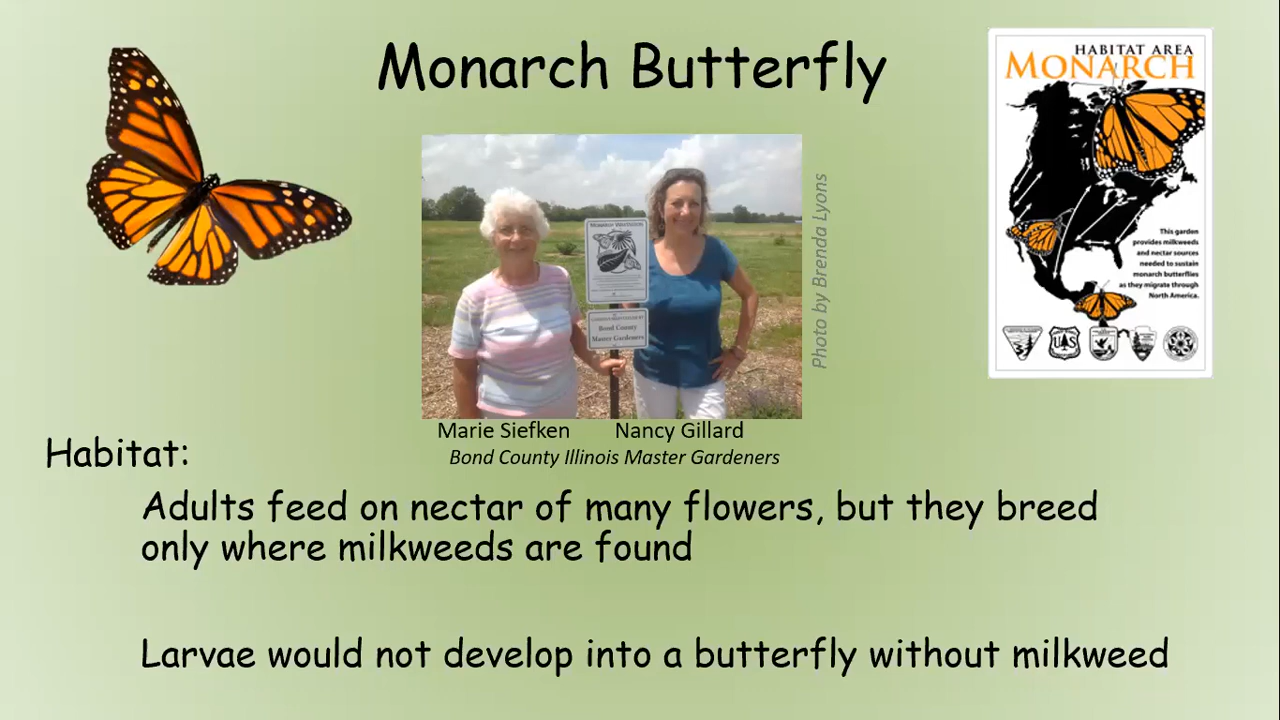 Monarch Butterfly
HABITAT AREA
MONARCH
This garden
provides milkweeds
and nectar sources
needed to sustain
monarch butterflies
as they migrate through
North America.
UAS
Monarch Waystation
Bond County
Master Gardeners
Photo by Brenda Lyons
Marie Siefken Nancy Gillard
Bond County Illinois Master Gardeners
Habitat:
Adults feed on nectar of many flowers, but they breed
only where milkweeds are found
Larvae would not develop into a butterfly without milkweed